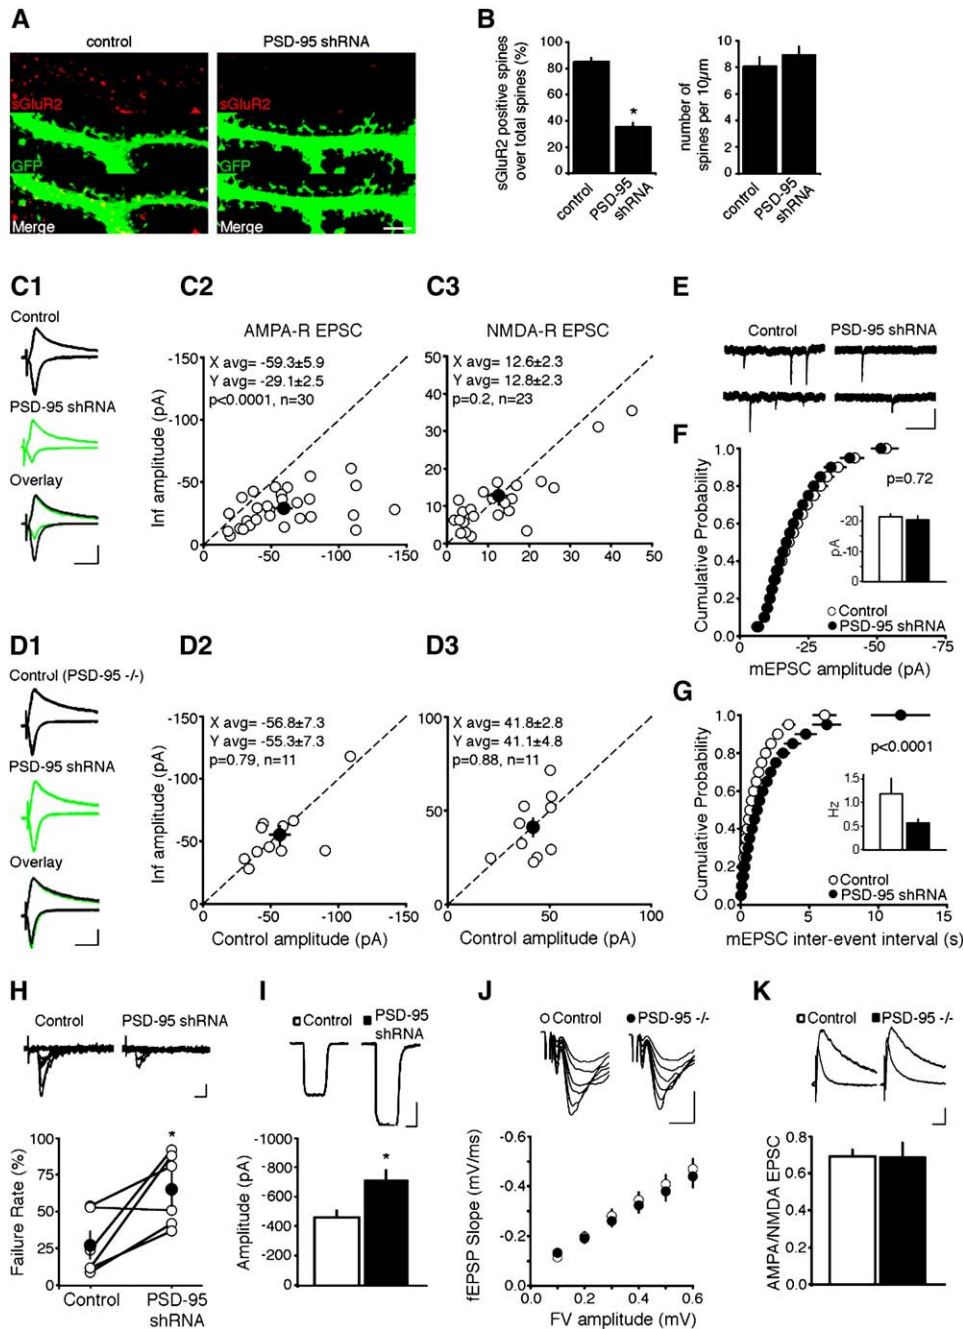 A
control
PSD-95 shRNA
sGluR2
sGluR2
GFP
GFP
Merge
Merge
B
sGluR2 positive spines
over total spines (%)
100
80
60
40
20
0
*
control
PSD-95
shRNA
number of
spines per 10µm
10
8
6
4
2
0
control
PSD-95
shRNA
C1
Control
PSD-95 shRNA
Overlay
C2
AMPA-R EPSC
X avg= -59.3±5.9
Y avg= -29.1±2.5
p<0.0001, n=30
Inf amplitude (pA)
-150
-100
-50
0
0
-50
-100
-150
C3
NMDA-R EPSC
X avg= 12.6±2.3
Y avg= 12.8±2.3
p=0.2, n=23
50
40
30
20
10
0
0
10
20
30
40
50
D1
Control (PSD-95 -/-)
PSD-95 shRNA
Overlay
D2
X avg= -56.8±7.3
Y avg= -55.3±7.3
p=0.79, n=11
Inf amplitude (pA)
-150
-100
-50
0
0
-50
-100
-150
Control amplitude (pA)
D3
X avg= 41.8±2.8
Y avg= 41.1±4.8
p=0.88, n=11
100
50
0
0
50
100
Control amplitude (pA)
E
Control
PSD-95 shRNA
F
Cumulative Probability
1.0
0.8
0.6
0.4
0.2
0
p=0.72
pA
-20
-10
0
Control
PSD-95 shRNA
0
-25
-50
-75
mEPSC amplitude (pA)
G
Cumulative Probability
1.0
0.8
0.6
0.4
0.2
0
p<0.0001
Hz
1.5
1.0
0.5
0
Control
PSD-95 shRNA
0
5
10
15
mEPSC inter-event interval (s)
H
Control
PSD-95 shRNA
Failure Rate (%)
100
75
50
25
0
*
Control
PSD-95
shRNA
I
Control
PSD-95
shRNA
Amplitude (pA)
-1000
-800
-600
-400
-200
0
*
J
Control
PSD-95 -/-
fEPSP Slope (mV/ms)
-0.6
-0.4
-0.2
0.0
0.0
0.2
0.4
0.6
FV amplitude (mV)
K
Control
PSD-95 -/-
AMPA/NMDA EPSC
0.8
0.6
0.4
0.2
0.0